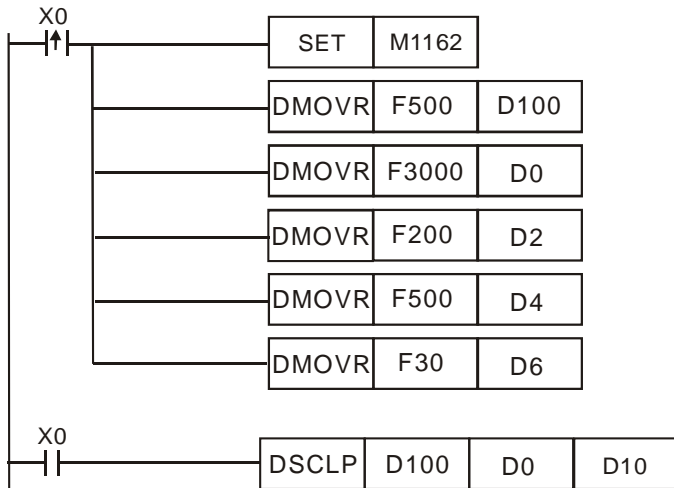 X0
SET M1162
DMOVR F500 D100
DMOVR F3000 D0
DMOVR F200 D2
DMOVR F500 D4
DMOVR F30 D6
X0
DSCLP D100 D0 D10